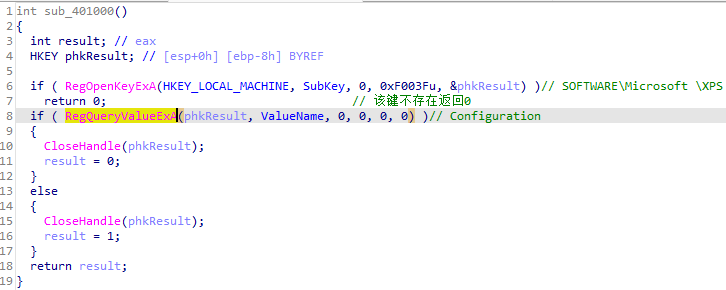 1 int sub_401000()
2 {
3 int result; // eax
4 HKEY phkResult; // [esp+0h] [ebp-8h] BYREF
5
6 if ( RegOpenKeyExA(HKEY_LOCAL_MACHINE, SubKey, 0, 0xF003Fu, &phkResult) )// SOFTWARE\Microsoft \XPS
7 return 0; // 该键不存在返回0
8 if ( RegQueryValueExA(phkResult, ValueName, 0, 0, 0, 0) )// Configuration
9 {
10 CloseHandle(phkResult);
11 result = 0;
12 }
13 else
14 {
15 CloseHandle(phkResult);
16 result = 1;
17 }
18 return result;
19 }